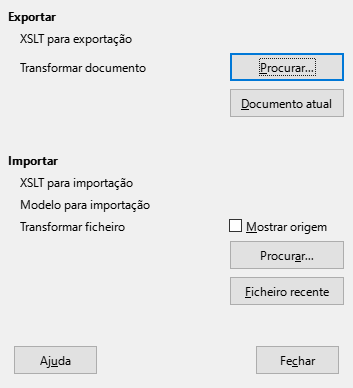 Exportar
XSLT para exportação
Transformar documento
Procurar...
Documento atual
Importar
XSLT para importação
Modelo para importação
Transformar ficheiro
Mostrar origem
Procurar...
Ficheiro recente
Ajuda
Fechar